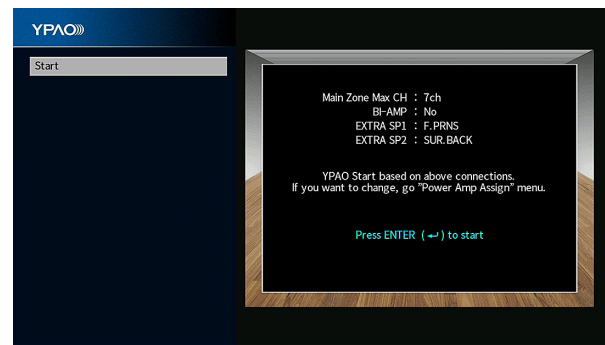 YPAO
Start
Main Zone Max CH : 7ch
BI-AMP : No
EXTRA SP1 : F.PRNS
EXTRA SP2 : SUR.BACK
YPAO Start based on above connections.
If you want to change, go "Power Amp Assign" menu.
Press ENTER (↵) to start